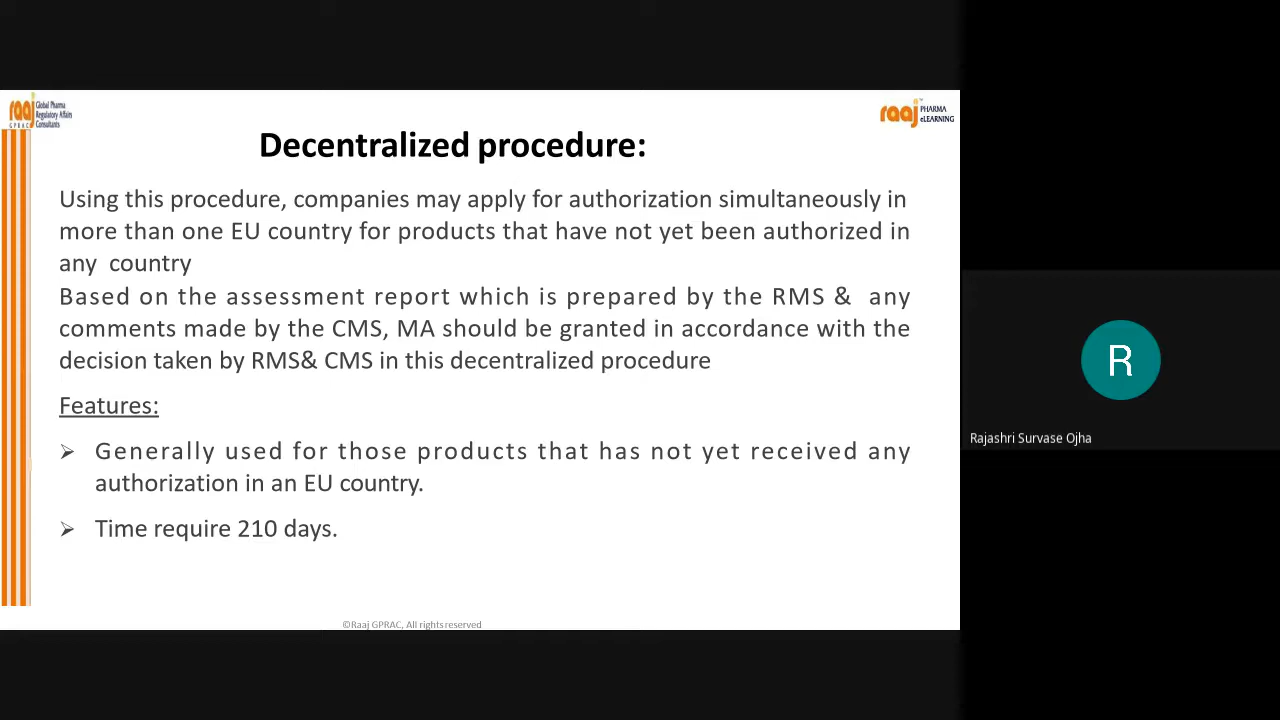 raaj
GPRAC
Global Pharma
Regulatory Affairs
Consultants
raaj™
PHARMA
eLEARNING
Decentralized procedure:
Using this procedure, companies may apply for authorization simultaneously in
more than one EU country for products that have not yet been authorized in
any country
Based on the assessment report which is prepared by the RMS & any
comments made by the CMS, MA should be granted in accordance with the
decision taken by RMS& CMS in this decentralized procedure
Features:
➢ Generally used for those products that has not yet received any
authorization in an EU country.
➢ Time require 210 days.
©Raaj GPRAC, All rights reserved
R
Rajashri Survase Ojha